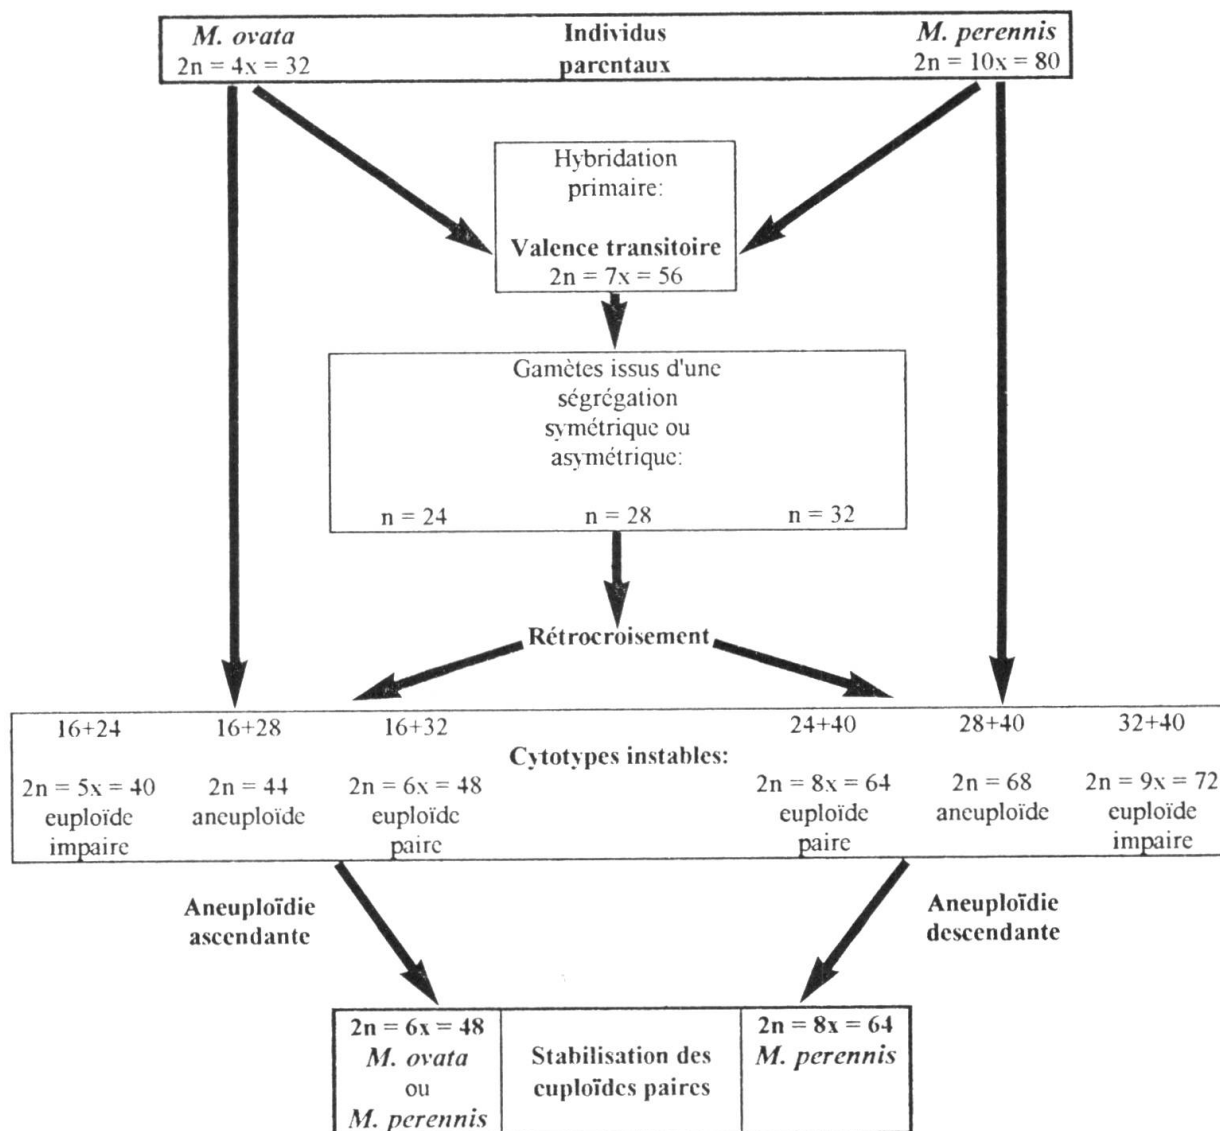 M. ovata
2n = 4x = 32
Individus
parentaux
M. perennis
2n = 10x = 80
Hybridation
primaire:
Valence transitoire
2n = 7x = 56
Gamètes issus d'une
ségrégation
symétrique ou
asymétrique:
n = 24 n = 28 n = 32
Rétrocroisement
16+24 16+28 16+32 24+40 28+40 32+40
Cytotypes instables:
2n = 5x = 40
euploïde
impaire
2n = 44
aneuploïde
2n = 6x = 48
euploïde
paire
2n = 8x = 64
euploïde
paire
2n = 68
aneuploïde
2n = 9x = 72
euploïde
impaire
Aneuploïdie
ascendante
Aneuploïdie
descendante
2n = 6x = 48
M. ovata
ou
M. perennis
Stabilisation des
euploïdes paires
2n = 8x = 64
M. perennis